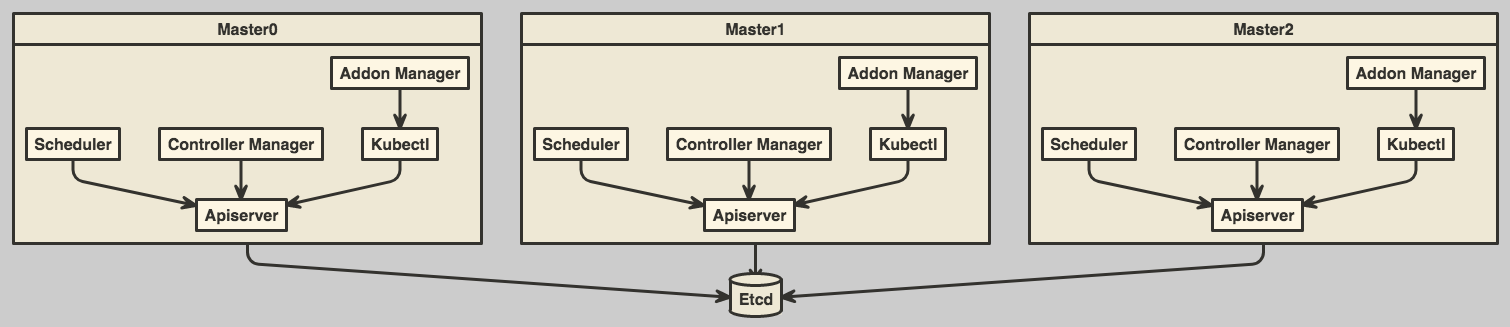 Master0
Addon Manager
Scheduler
Controller Manager
Kubectl
Apiserver
Master1
Addon Manager
Scheduler
Controller Manager
Kubectl
Apiserver
Master2
Addon Manager
Scheduler
Controller Manager
Kubectl
Apiserver
Etcd